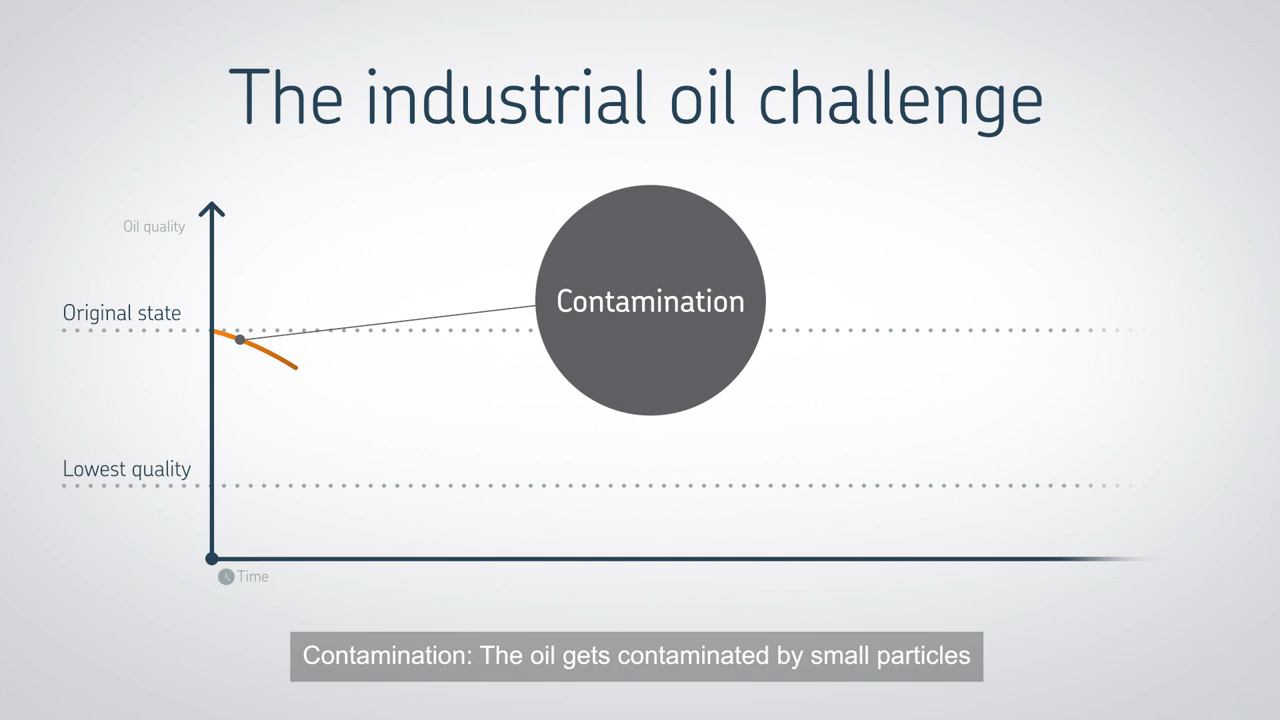 The industrial oil challenge
Oil quality
Original state
Contamination
Lowest quality
Time
Contamination: The oil gets contaminated by small particles